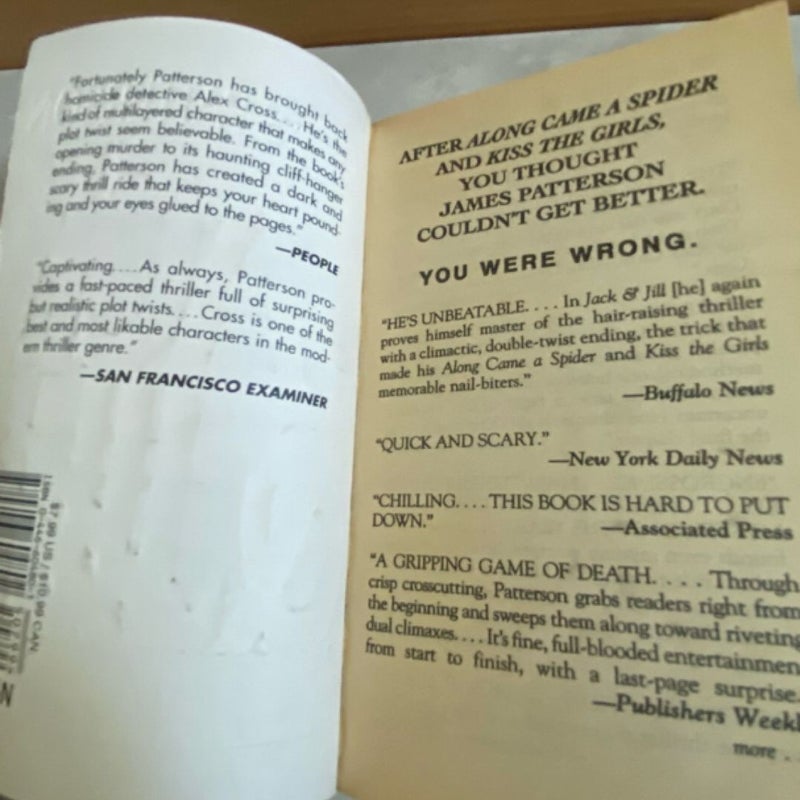 "Fortunately Patterson has brought back
homicide detective Alex Cross.... He's the
kind of multilayered character that makes any
plot twist seem believable. From the book's
opening murder to its haunting cliff-hanger
ending, Patterson has created a dark and
scary thrill ride that keeps your heart pound-
ing and your eyes glued to the pages."
—PEOPLE
"Captivating.... As always, Patterson pro-
vides a fast-paced thriller full of surprising
but realistic plot twists.... Cross is one of the
best and most likable characters in the mod-
ern thriller genre."
—SAN FRANCISCO EXAMINER
$7.99 US / $10.99 CAN
AFTER ALONG CAME A SPIDER
AND KISS THE GIRLS,
YOU THOUGHT
JAMES PATTERSON
COULDN'T GET BETTER.
YOU WERE WRONG.
"HE'S UNBEATABLE.... In Jack & Jill [he] again
proves himself master of the hair-raising thriller
with a climactic, double-twist ending, the trick that
made his Along Came a Spider and Kiss the Girls
memorable nail-biters."
—Buffalo News
"QUICK AND SCARY."
—New York Daily News
"CHILLING.... THIS BOOK IS HARD TO PUT
DOWN."
—Associated Press
"A GRIPPING GAME OF DEATH.... Through
crisp crosscutting, Patterson grabs readers right from
the beginning and sweeps them along toward riveting
dual climaxes.... It's fine, full-blooded entertainmen
from start to finish, with a last-page surprise.
—Publishers Weekl
more . .